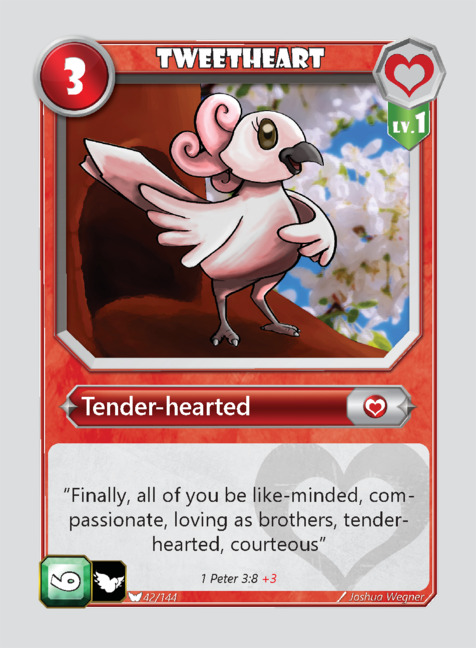 TWEETHEART
3
LV.1
Tender-hearted
"Finally, all of you be like-minded, com-
passionate, loving as brothers, tender-
hearted, courteous"
1 Peter 3:8 +3
6
42/144
Joshua Wegner